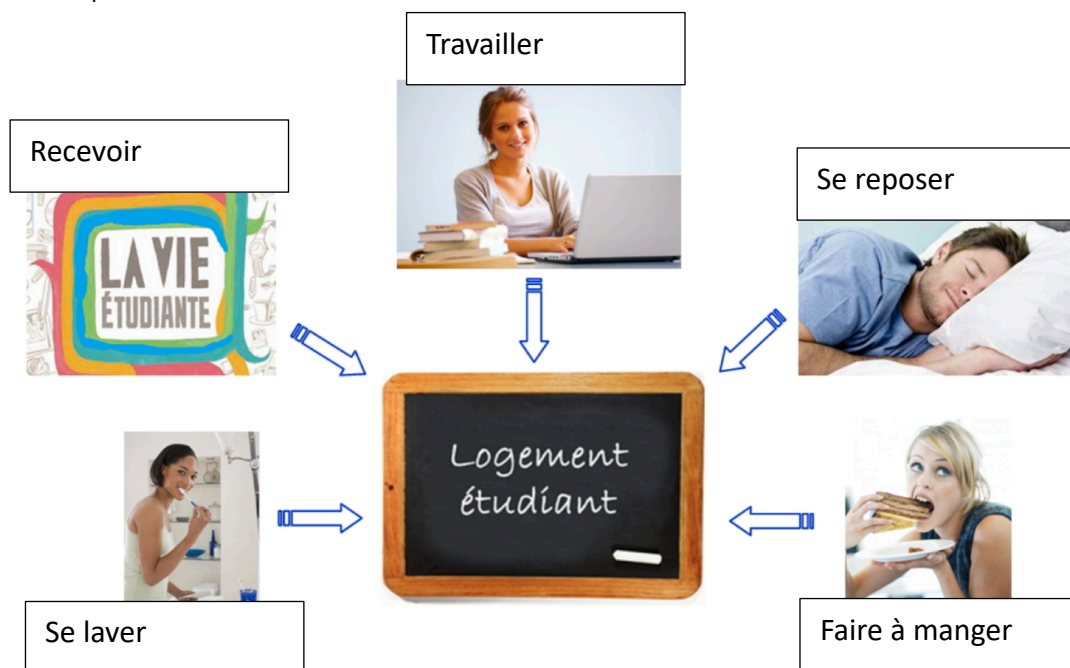 Travailler
Recevoir
Se reposer
LA VIE
ÉTUDIANTE
Logement
étudiant
Se laver
Faire à manger